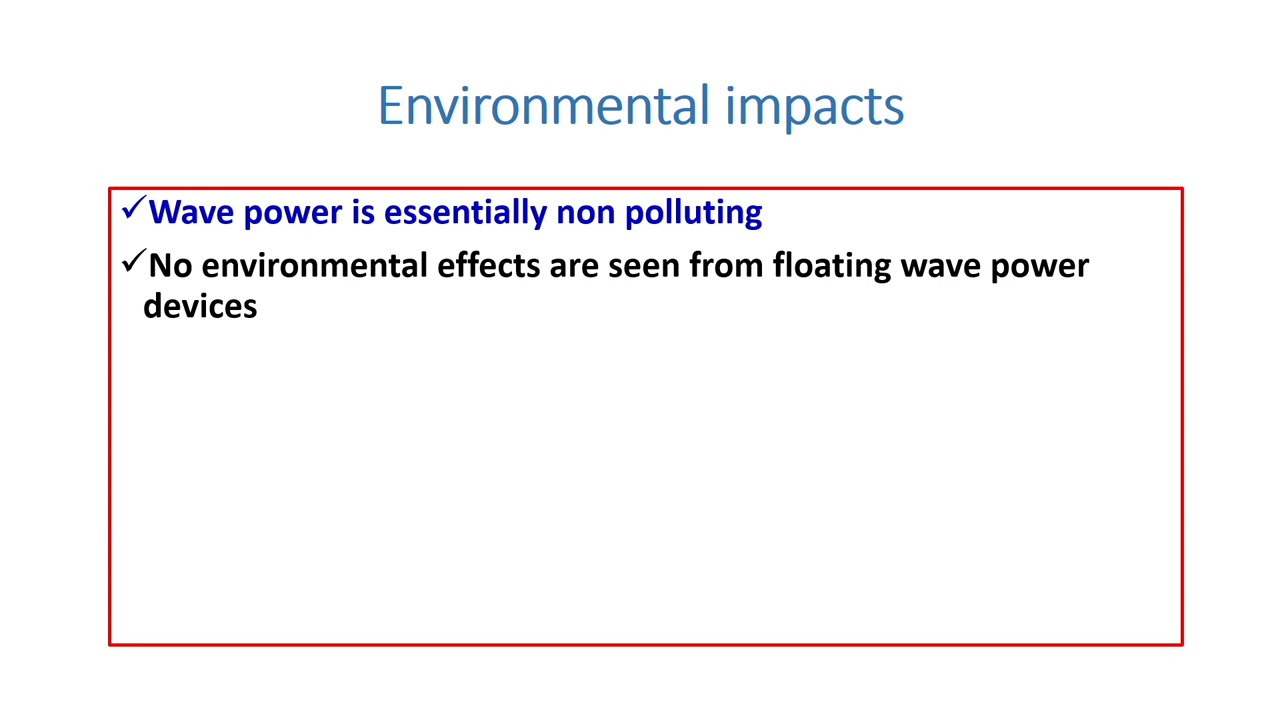 Environmental impacts
✓Wave power is essentially non polluting
✓No environmental effects are seen from floating wave power
devices